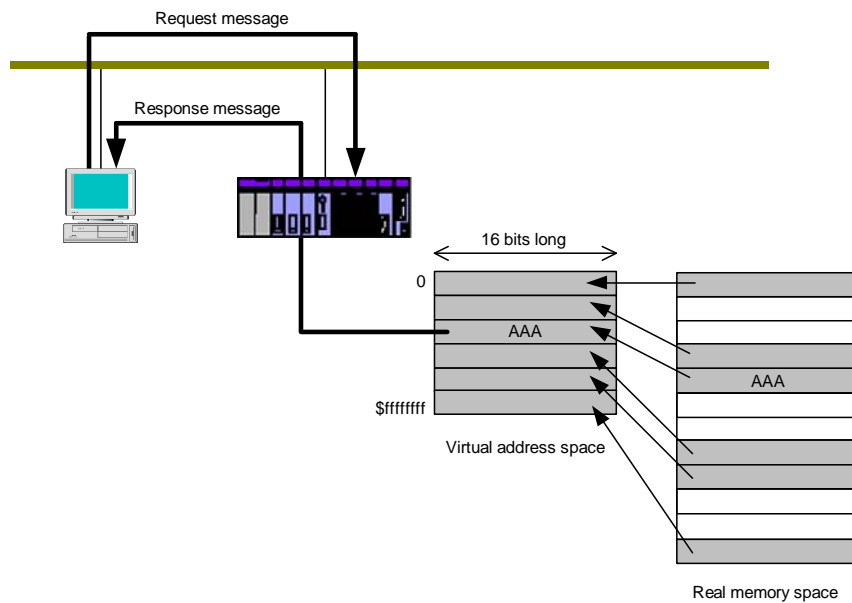 Request message
Response message
16 bits long
0
AAA
AAA
$ffffffff
Virtual address space
Real memory space